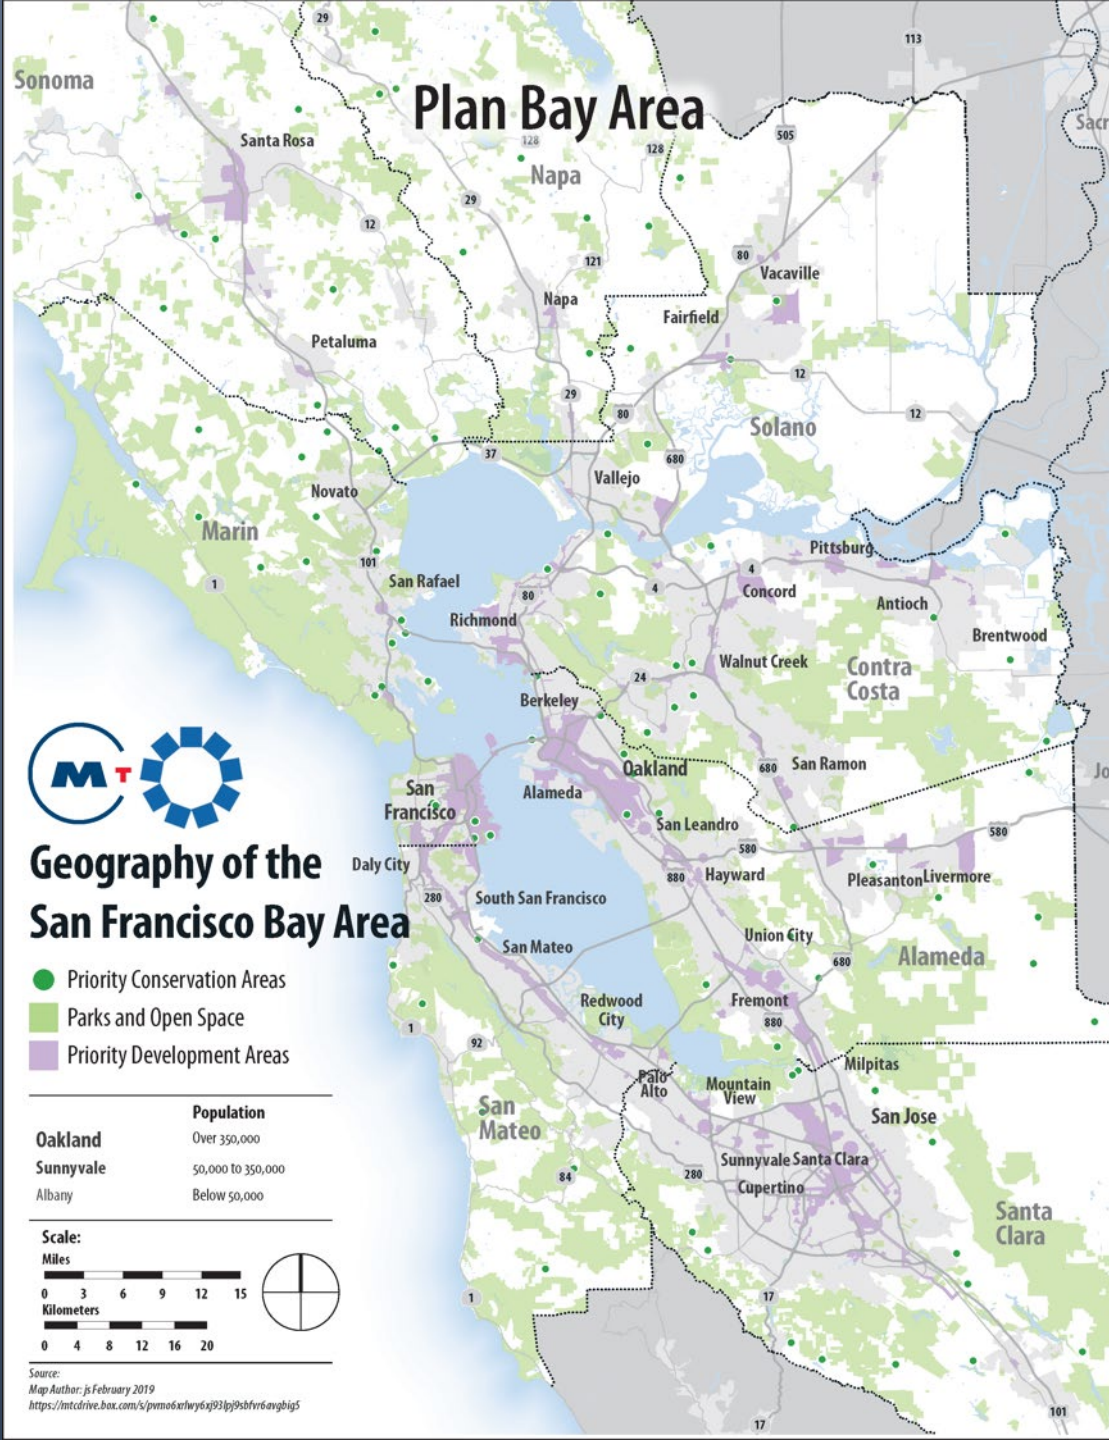 Plan Bay Area
29
113
Sonoma
505
Sacr
Santa Rosa
128
128
Napa
29
12
121
80
Vacaville
Napa
Fairfield
Petaluma
12
29
80
12
Solano
37
680
Vallejo
Novato
Marin
Pittsburg
101
4
1
San Rafael
4
Concord
80
Antioch
Richmond
Brentwood
Walnut Creek
Contra
Costa
24
Berkeley
MT
Oakland
680
San Ramon
Jo
San
Francisco
Alameda
San Leandro
580
580
Daly City
880
Hayward
Pleasanton
Livermore
280
South San Francisco
Union City
San Mateo
Alameda
680
Redwood
City
Fremont
880
1
92
Milpitas
Palo
Alto
Mountain
View
San
Mateo
San Jose
Sunnyvale
Santa Clara
84
280
Cupertino
Santa
Clara
1
17
101
17
Geography of the
San Francisco Bay Area
Priority Conservation Areas
Parks and Open Space
Priority Development Areas
Population
Oakland Over 350,000
Sunnyvale 50,000 to 350,000
Albany Below 50,000
Scale:
Miles
0 3 6 9 12 15
Kilometers
0 4 8 12 16 20
Source:
Map Author: js February 2019